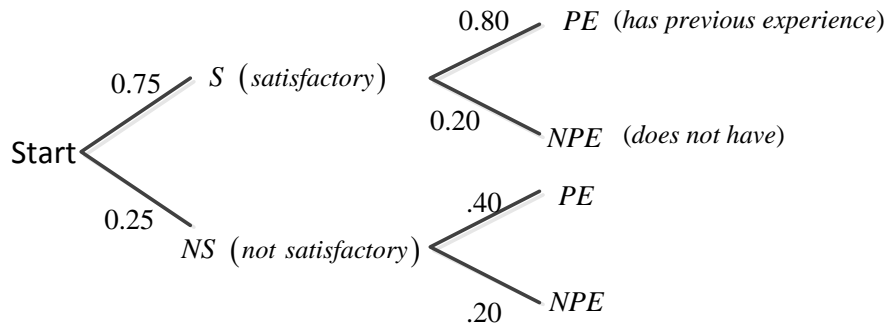 0.80 PE (has previous experience)
0.75 S (satisfactory)
0.20 NPE (does not have)
Start
.40 PE
0.25 NS (not satisfactory)
.20 NPE